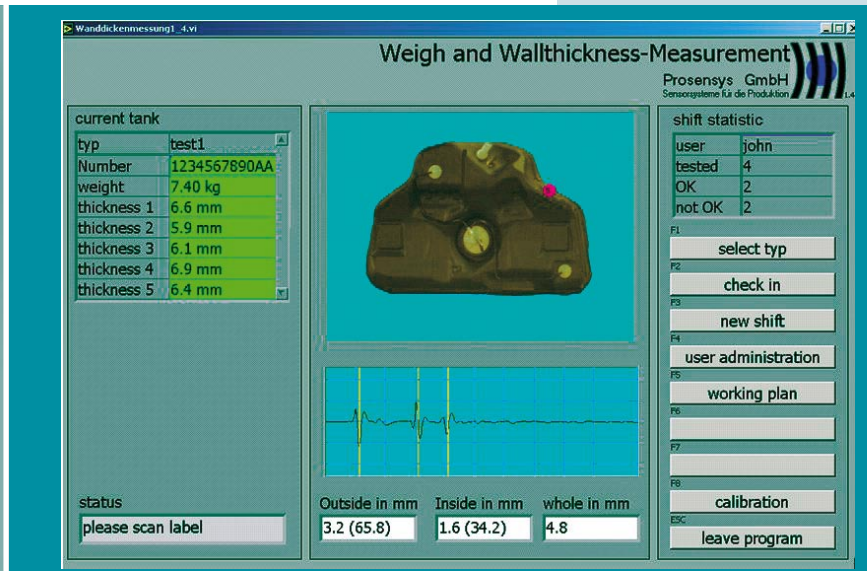 Wanddickenmessung1_4.vi
Weigh and Wallthickness-Measurement
Prosensys GmbH
Sensorsysteme für die Produktion
1.4
current tank
typ test1
Number 1234567890AA
weight 7.40 kg
thickness 1 6.6 mm
thickness 2 5.9 mm
thickness 3 6.1 mm
thickness 4 6.9 mm
thickness 5 6.4 mm
status
please scan label
Outside in mm Inside in mm whole in mm
3.2 (65.8) 1.6 (34.2) 4.8
shift statistic
user john
tested 4
OK 2
not OK 2
F1
select typ
F2
check in
F3
new shift
F4
user administration
F5
working plan
F6
F7
F8
calibration
ESC
leave program